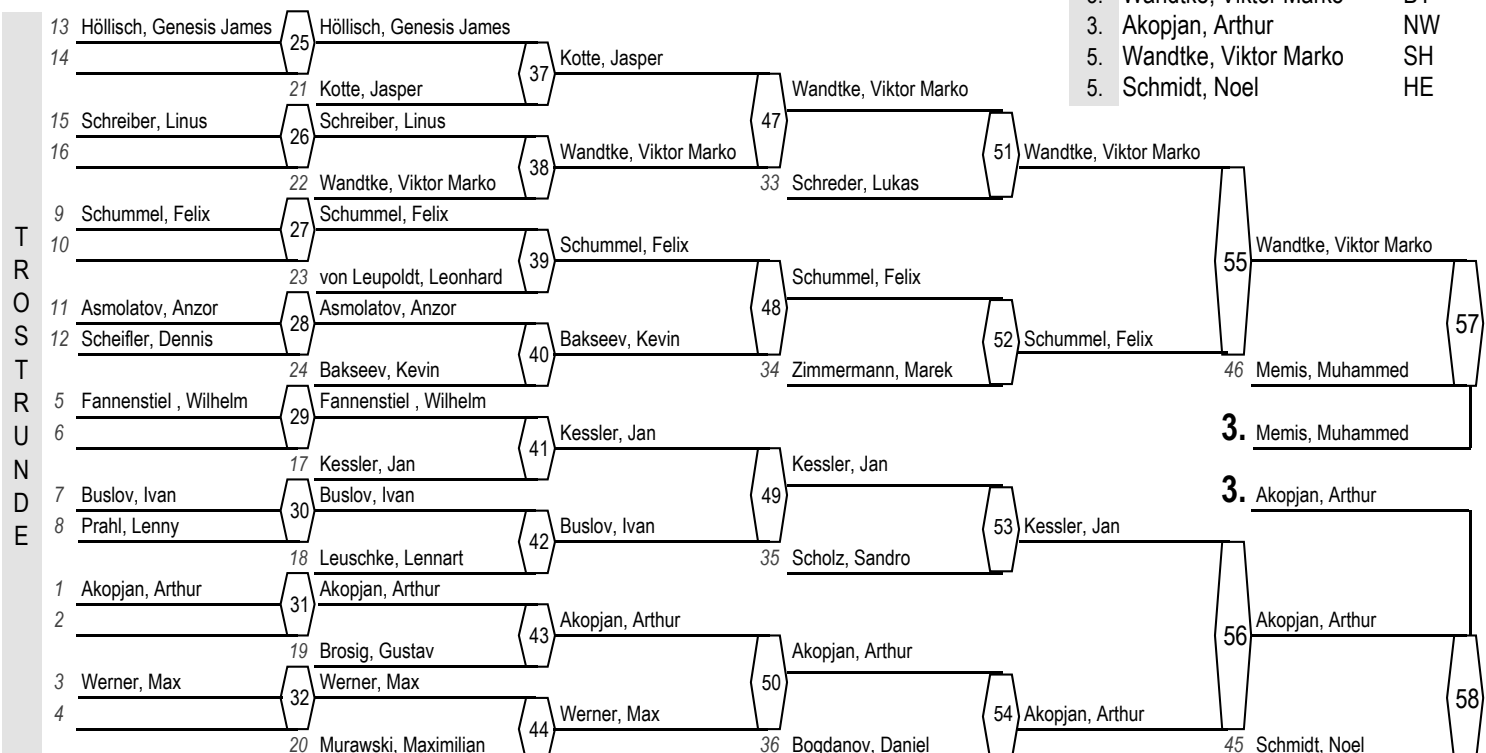 3. Akopjan, Arthur NW
5. Wandtke, Viktor Marko SH
5. Schmidt, Noel HE
TROSTRUNDE
13 Höllisch, Genesis James
14
25
Höllisch, Genesis James
21 Kotte, Jasper
37
Kotte, Jasper
15 Schreiber, Linus
16
26
Schreiber, Linus
22 Wandtke, Viktor Marko
38
Wandtke, Viktor Marko
47
Wandtke, Viktor Marko
33 Schreder, Lukas
51
Wandtke, Viktor Marko
9 Schummel, Felix
10
27
Schummel, Felix
23 von Leupoldt, Leonhard
39
Schummel, Felix
11 Asmolatov, Anzor
12 Scheifler, Dennis
28
Asmolatov, Anzor
24 Bakseev, Kevin
40
Bakseev, Kevin
48
Schummel, Felix
34 Zimmermann, Marek
52
Schummel, Felix
55
Wandtke, Viktor Marko
46 Memis, Muhammed
57
3. Memis, Muhammed
5 Fannenstiel , Wilhelm
6
29
Fannenstiel , Wilhelm
17 Kessler, Jan
41
Kessler, Jan
7 Buslov, Ivan
8 Prahl, Lenny
30
Buslov, Ivan
18 Leuschke, Lennart
42
Buslov, Ivan
49
Kessler, Jan
35 Scholz, Sandro
53
Kessler, Jan
3. Akopjan, Arthur
1 Akopjan, Arthur
2
31
Akopjan, Arthur
19 Brosig, Gustav
43
Akopjan, Arthur
3 Werner, Max
4
32
Werner, Max
20 Murawski, Maximilian
44
Werner, Max
50
Akopjan, Arthur
36 Bogdanov, Daniel
54
Akopjan, Arthur
56
Akopjan, Arthur
45 Schmidt, Noel
58